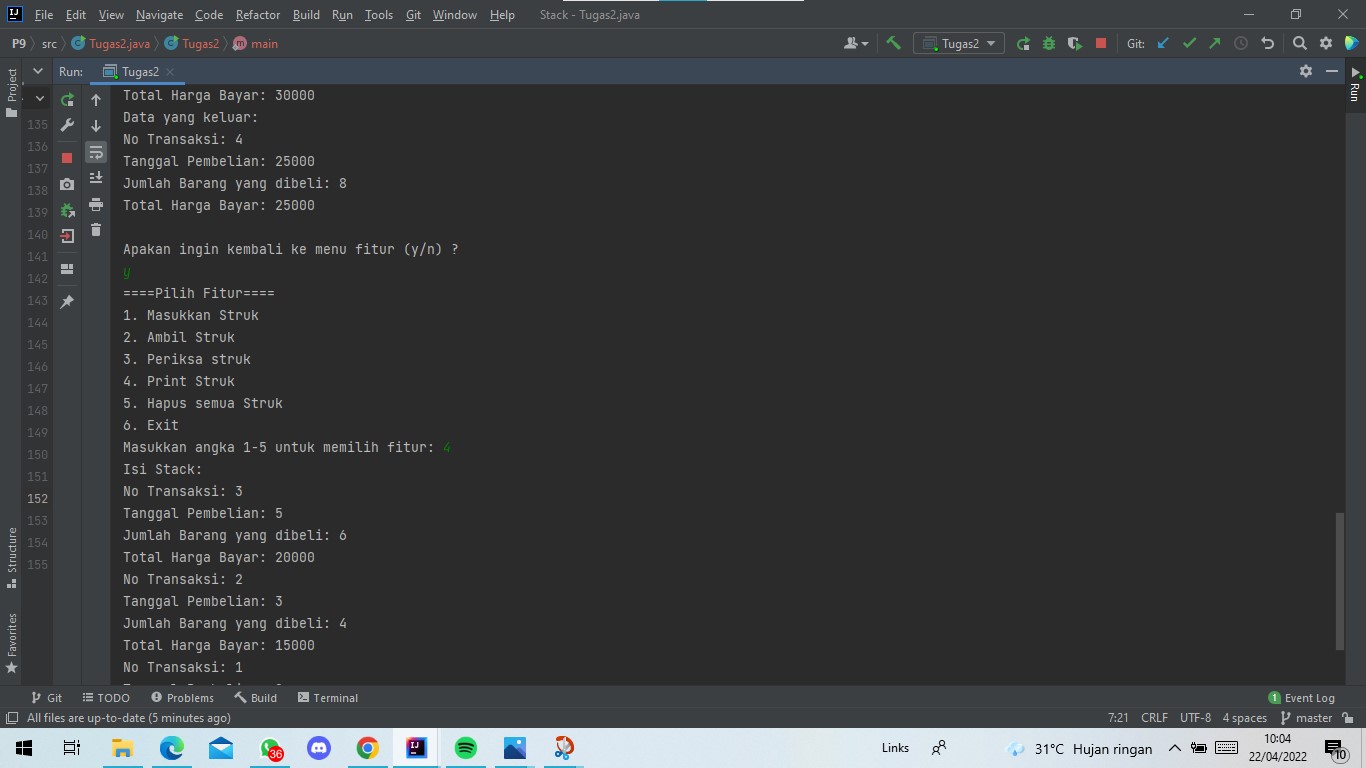 File Edit View Navigate Code Refactor Build Run Tools Git Window Help Stack - Tugas2.java
P9 src Tugas2.java Tugas2 main Tugas2 Git:
Project
Run: Tugas2
Run
Total Harga Bayar: 30000
Data yang keluar:
135
No Transaksi: 4
136
Tanggal Pembelian: 25000
137
Jumlah Barang yang dibeli: 8
138
Total Harga Bayar: 25000
139
140
Apakan ingin kembali ke menu fitur (y/n) ?
141
y
142
====Pilih Fitur====
143
1. Masukkan Struk
144
2. Ambil Struk
145
3. Periksa struk
146
4. Print Struk
147
5. Hapus semua Struk
148
6. Exit
149
Masukkan angka 1-5 untuk memilih fitur: 4
150
Isi Stack:
151
No Transaksi: 3
152
Tanggal Pembelian: 5
153
Jumlah Barang yang dibeli: 6
154
Total Harga Bayar: 20000
155
No Transaksi: 2
Tanggal Pembelian: 3
Jumlah Barang yang dibeli: 4
Total Harga Bayar: 15000
No Transaksi: 1
Structure
Favorites
Git TODO Problems Build Terminal 1 Event Log
All files are up-to-date (5 minutes ago) 7:21 CRLF UTF-8 4 spaces master
36 Links 31°C Hujan ringan 10:04
22/04/2022 10